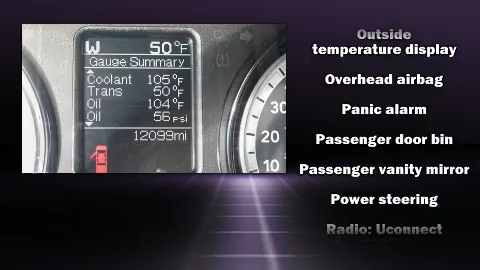 W 50°F
Gauge Summary
Coolant 105°F
Trans 50°F
Oil 104°F
Oil 56 PSI
12099mi
30
20
10
Outside
temperature display
Overhead airbag
Panic alarm
Passenger door bin
Passenger vanity mirror
Power steering
Radio: Uconnect